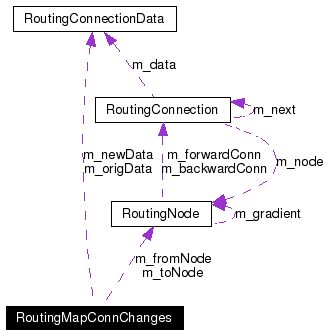 RoutingConnectionData
m_data
RoutingConnection
m_next
m_newData
m_origData
m_forwardConn
m_backwardConn
m_node
RoutingNode
m_gradient
m_fromNode
m_toNode
RoutingMapConnChanges